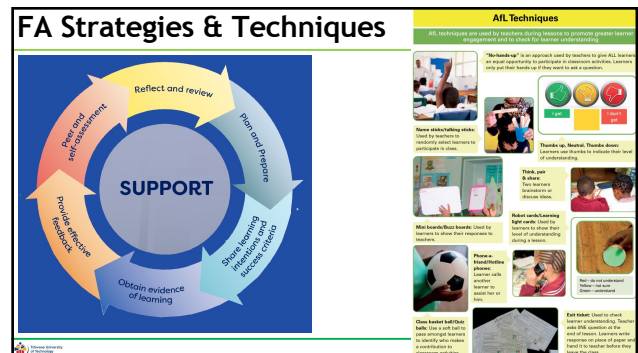 FA Strategies & Techniques
Reflect and review
Plan and Prepare
Share learning
intentions and
success criteria
Obtain evidence
of learning
Provide effective
feedback
Peer and
self-assessment
SUPPORT
Tshwane University
of Technology
AfL Techniques
AfL techniques are used by teachers during lessons to promote greater learner
engagement and to check for learner understanding
"No-hands-up" is an approach used by teachers to give ALL learners
an equal opportunity to participate in classroom activities. Learners
only put their hands up if they want to ask a question.
Name sticks/talking sticks:
Used by teachers to
randomly select learners to
participate in class.
I get
I don't
get
Thumbs up, Neutral, Thumbs down:
Learners use thumbs to indicate their level
of understanding.
Think, pair
& share:
Two learners
brainstorm or
discuss ideas.
Mini boards/Buzz boards: Used by
learners to show their responses to
teachers.
Robot cards/Learning
light cards: Used by
learners to show their
level of understanding
during a lesson.
Red - do not understand
Yellow - not sure
Green - understand
Phone-a-
friend/Hotline
phones:
Learner calls
another
learner to
assist her or
him.
Class basket ball/Quiz
balls: Use a soft ball to
pass amongst learners
to identify who makes
a contribution to
Exit ticket: Used to check
learner understanding. Teacher
asks ONE question at the
end of lesson. Learners write
response on piece of paper and
hand it to teacher before they
leave the class.